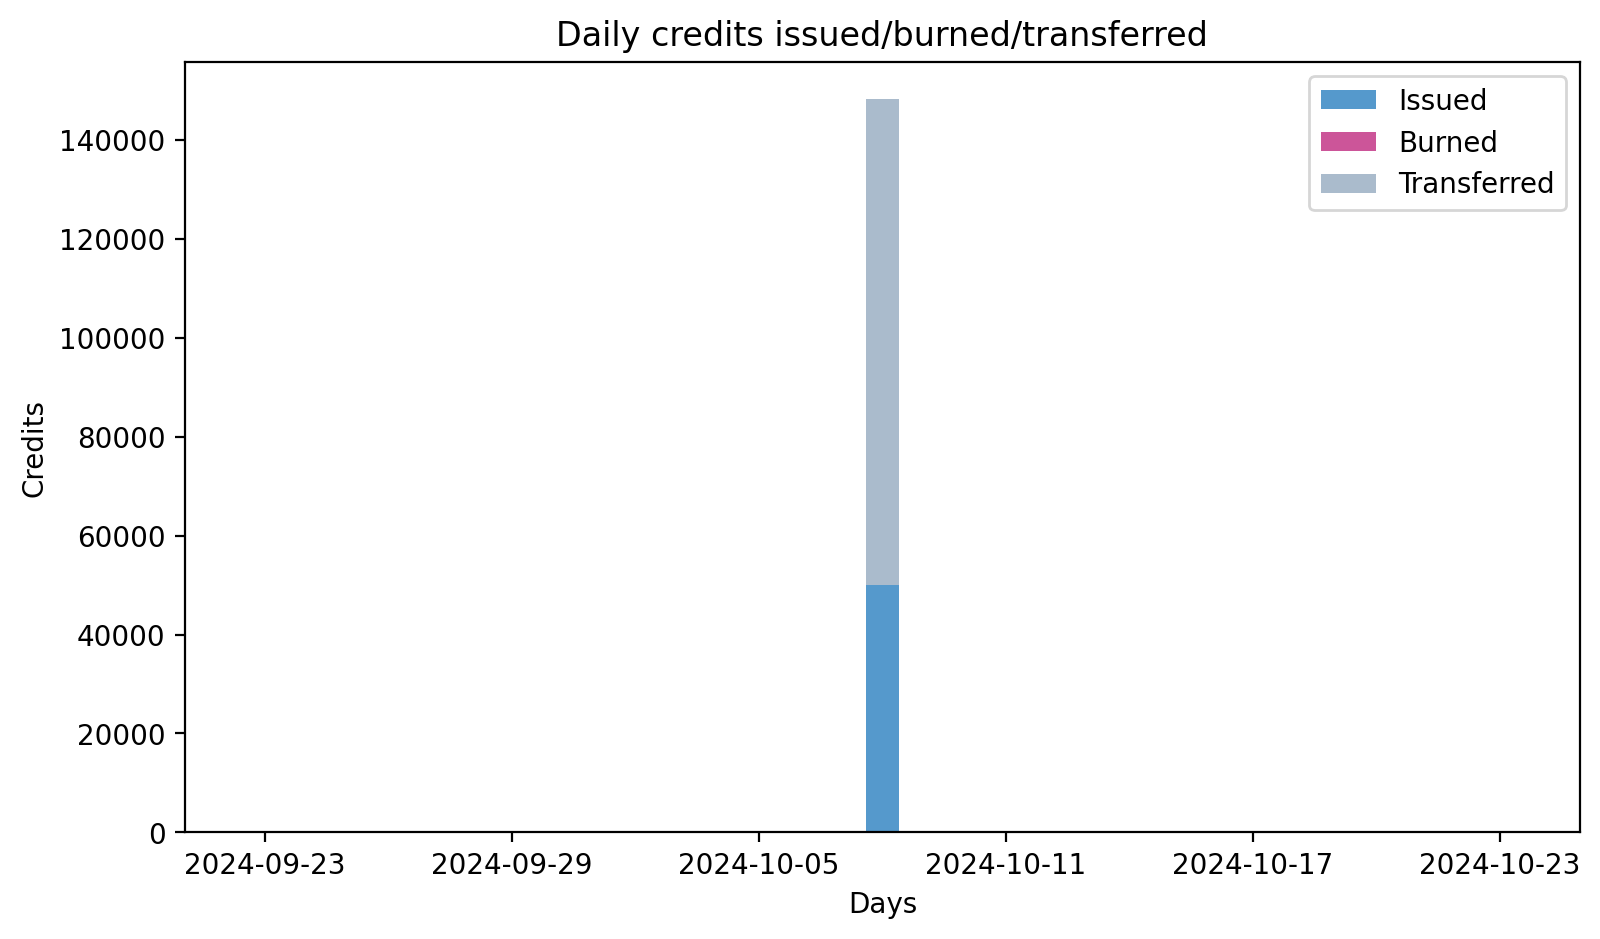 Daily credits issued/burned/transferred
Issued
Burned
Transferred
140000
120000
100000
80000
60000
40000
20000
0
Credits
2024-09-23
2024-09-29
2024-10-05
2024-10-11
2024-10-17
2024-10-23
Days